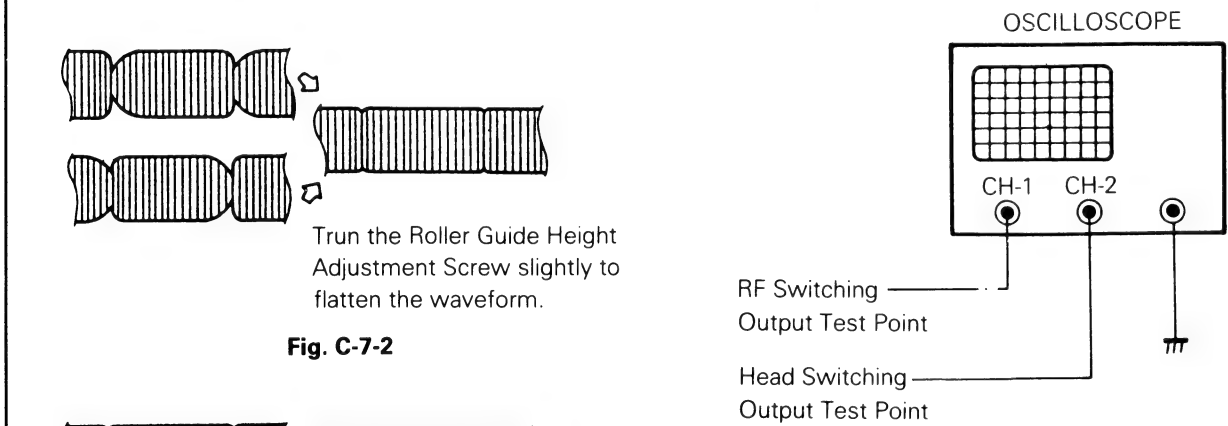 OSCILLOSCOPE
CH-1 CH-2
Trun the Roller Guide Height
Adjustment Screw slightly to
flatten the waveform.
Fig. C-7-2
RF Switching
Output Test Point
Head Switching
Output Test Point